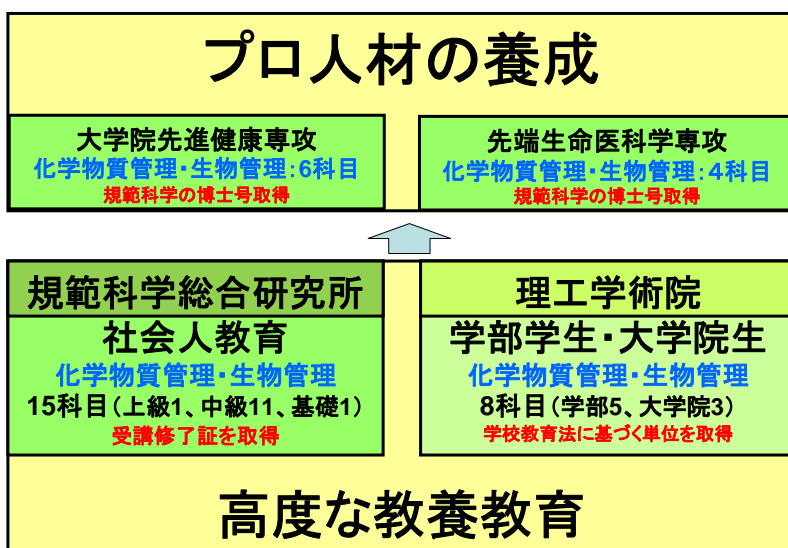 プロ人材の養成
大学院先進健康専攻
化学物質管理・生物管理:6科目
規範科学の博士号取得
先端生命医科学専攻
化学物質管理・生物管理:4科目
規範科学の博士号取得
規範科学総合研究所
社会人教育
化学物質管理・生物管理
15科目(上級1、中級11、基礎1)
受講修了証を取得
理工学術院
学部学生・大学院生
化学物質管理・生物管理
8科目(学部5、大学院3)
学校教育法に基づく単位を取得
高度な教養教育